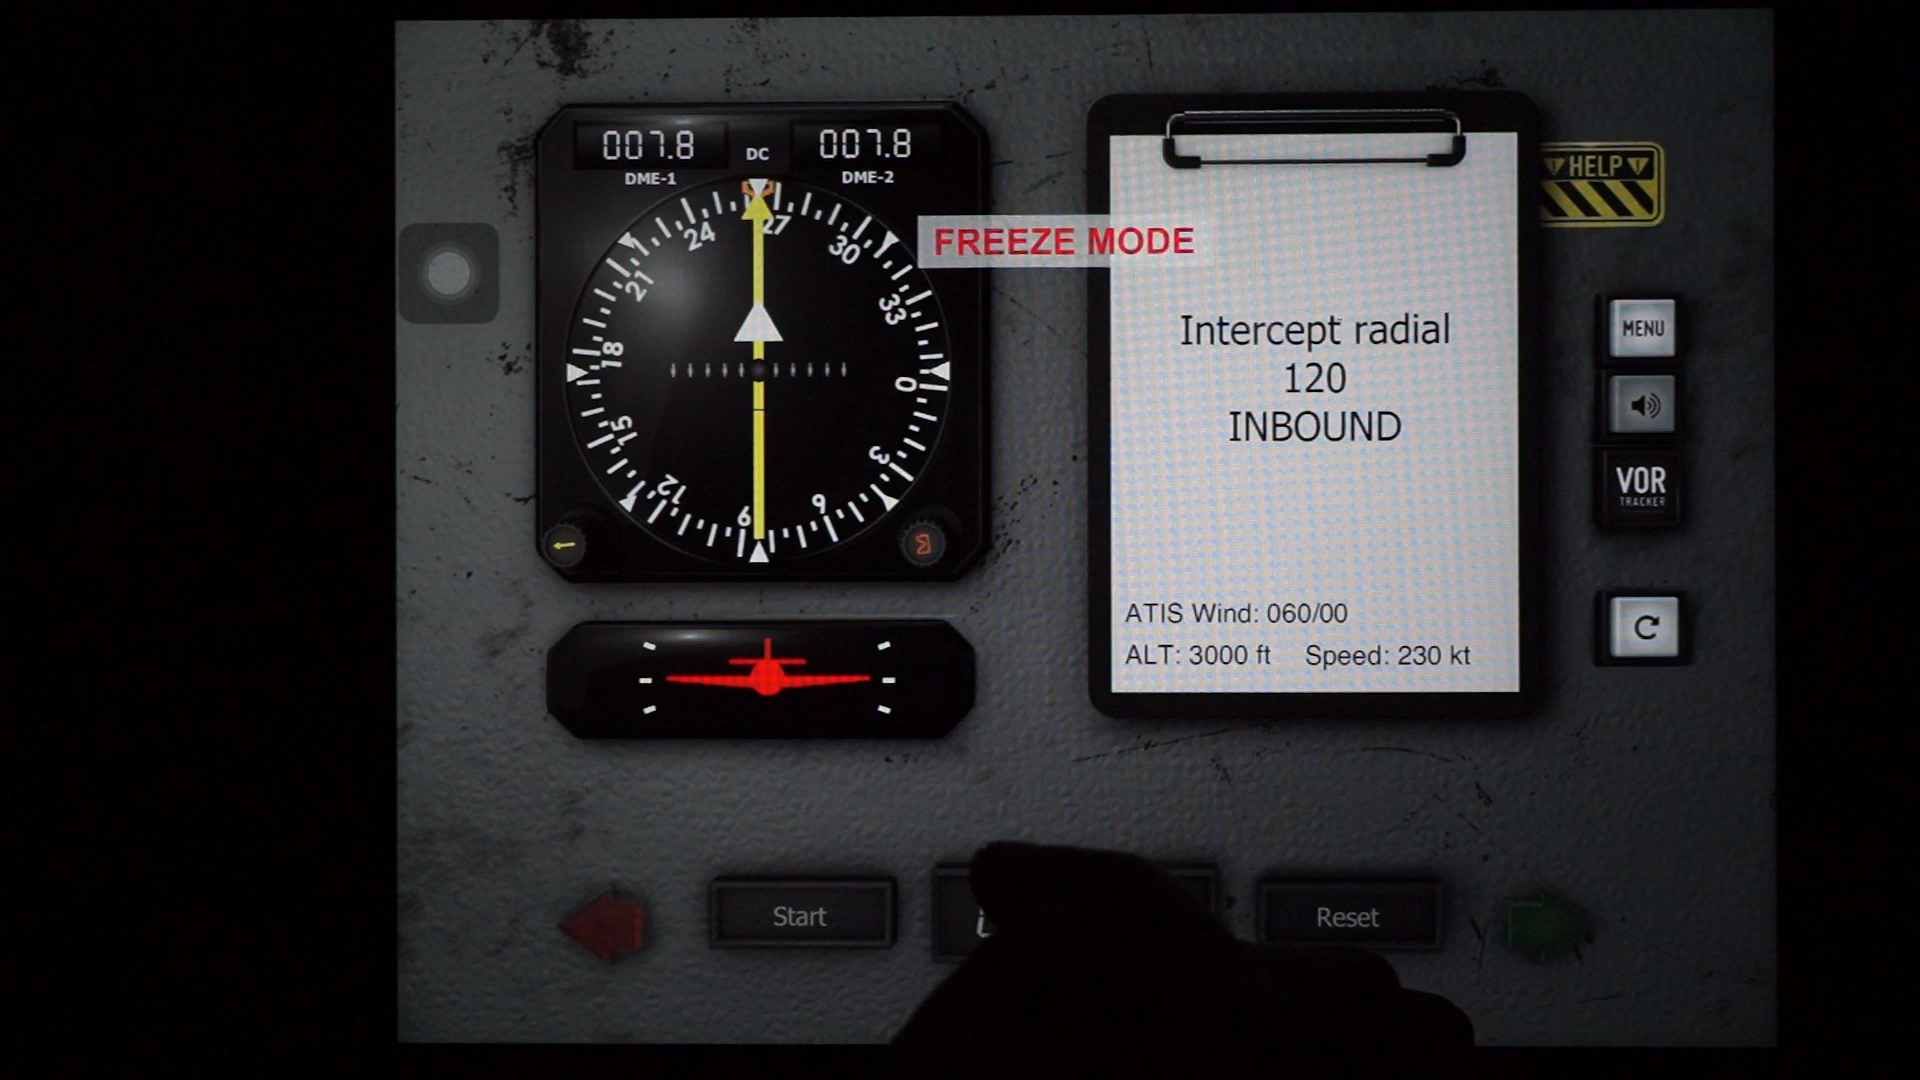 007.8
DC
007.8
DME-1
DME-2
24
27
30
21
33
18
0
15
3
12
9
6
FREEZE MODE
HELP
Intercept radial
120
INBOUND
ATIS Wind: 060/00
ALT: 3000 ft Speed: 230 kt
MENU
VOR
TRACKER
Start
Reset